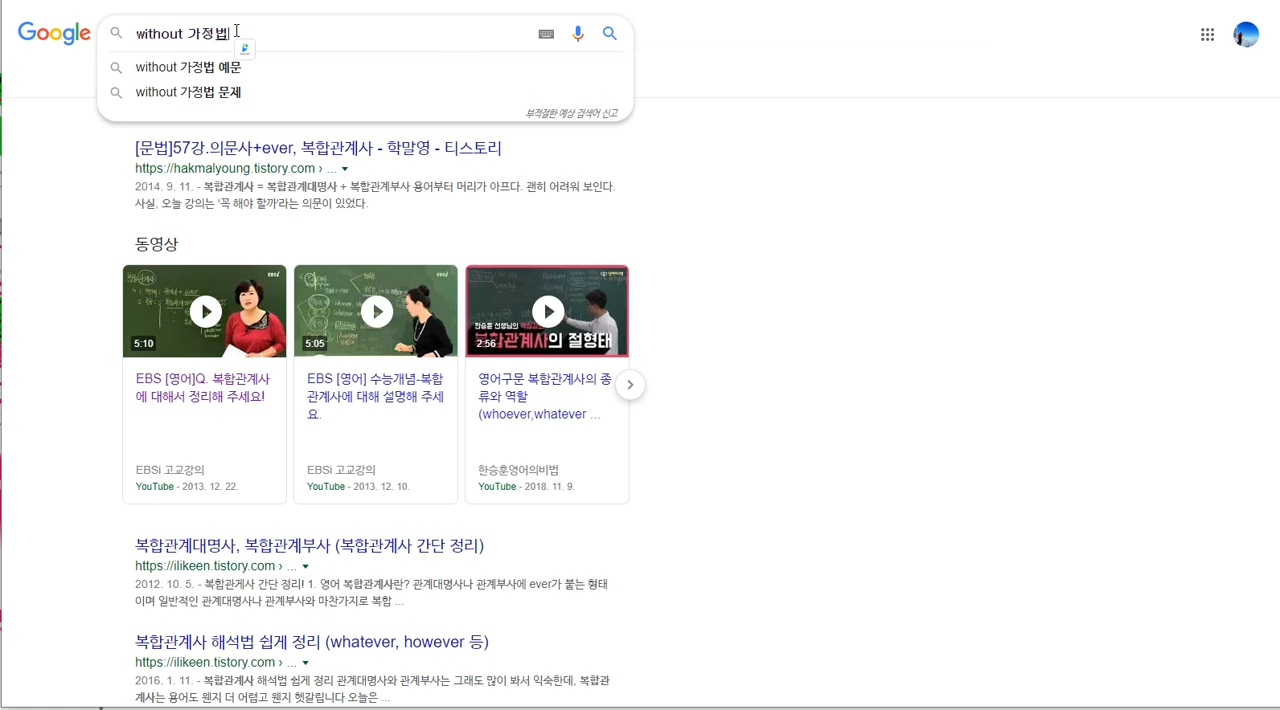 Google
without 가정법
without 가정법 예문
without 가정법 문제
부적절한 예상 검색어 신고
[문법]57강.의문사+ever, 복합관계사 - 학말영 - 티스토리
https://hakmalyoung.tistory.com › ...
2014. 9. 11. - 복합관계사 = 복합관계대명사 + 복합관계부사 용어부터 머리가 아프다. 괜히 어려워 보인다.
사실, 오늘 강의는 '꼭 해야 할까'라는 의문이 있었다.
동영상
EBSi
5:10
EBSi
5:05
한승훈 선생님의
복합관계사의 절형태
2:56
EBS [영어]Q. 복합관계사
에 대해서 정리해 주세요!
EBSi 고교강의
YouTube - 2013. 12. 22.
EBS [영어] 수능개념-복합
관계사에 대해 설명해 주세
요.
EBSi 고교강의
YouTube - 2013. 12. 10.
영어구문 복합관계사의 종
류와 역할
(whoever,whatever ...
한승훈영어의비법
YouTube - 2018. 11. 9.
복합관계대명사, 복합관계부사 (복합관계사 간단 정리)
https://ilikeen.tistory.com › ...
2012. 10. 5. - 복합관게사 간단 정리! 1. 영어 복합관계사란? 관계대명사나 관계부사에 ever가 붙는 형태
이며 일반적인 관계대명사나 관계부사와 마찬가지로 복합 ...
복합관계사 해석법 쉽게 정리 (whatever, however 등)
https://ilikeen.tistory.com › ...
2016. 1. 11. - 복합관계사 해석법 쉽게 정리 관계대명사와 관계부사는 그래도 많이 봐서 익숙한데, 복합관
계사는 용어도 웬지 더 어렵고 웬지 헷갈립니다 오늘은 ...